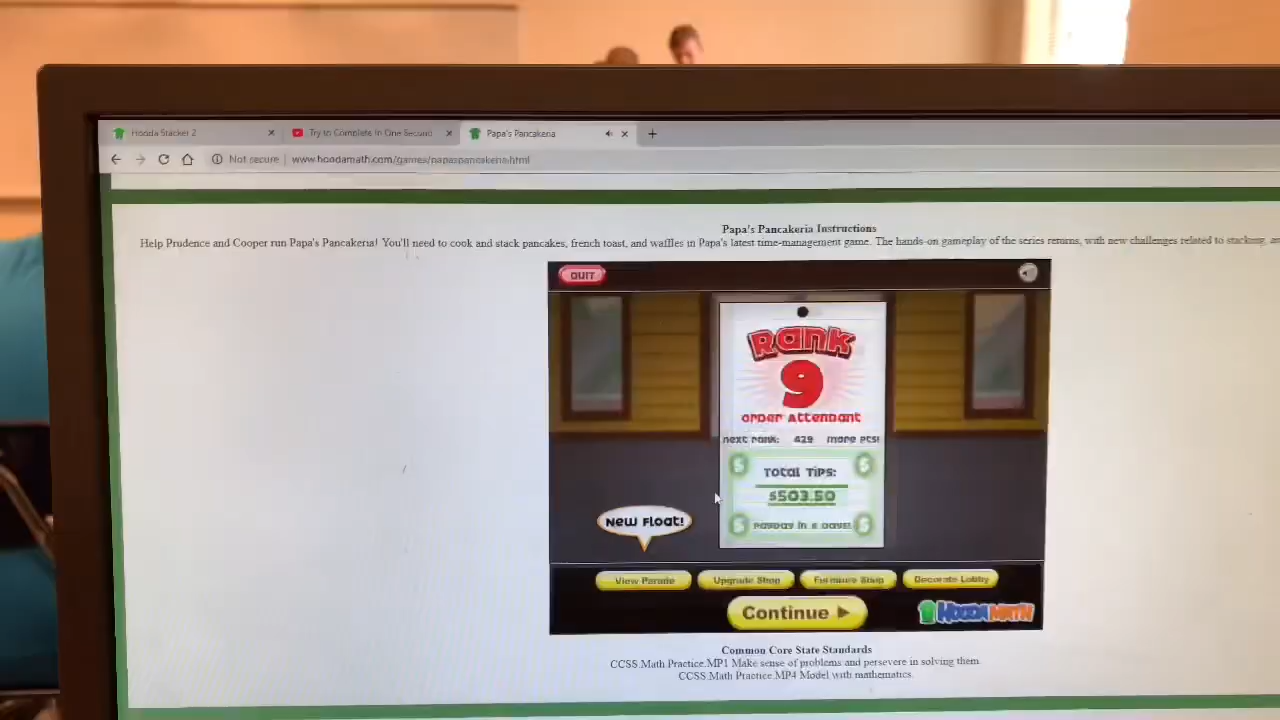 Hooda Stacker 2
Try to Complete in One Second
Papa's Pancakeria
Not secure | www.hoodamath.com/games/papaspancakeria.html
Papa's Pancakeria Instructions
Help Prudence and Cooper run Papa's Pancakeria! You'll need to cook and stack pancakes, french toast, and waffles in Papa's latest time-management game. The hands-on gameplay of the series returns, with new challenges related to stacking,
QUIT
Rank
9
Order Attendant
next rank: 429 more pts!
Total Tips:
$503.50
Payday in 2 days!
New Float!
View Parade
Upgrade Shop
Furniture Shop
Decorate Lobby
Continue
HOODAMATH
Common Core State Standards
CCSS.Math.Practice.MP1 Make sense of problems and persevere in solving them.
CCSS.Math.Practice.MP4 Model with mathematics.